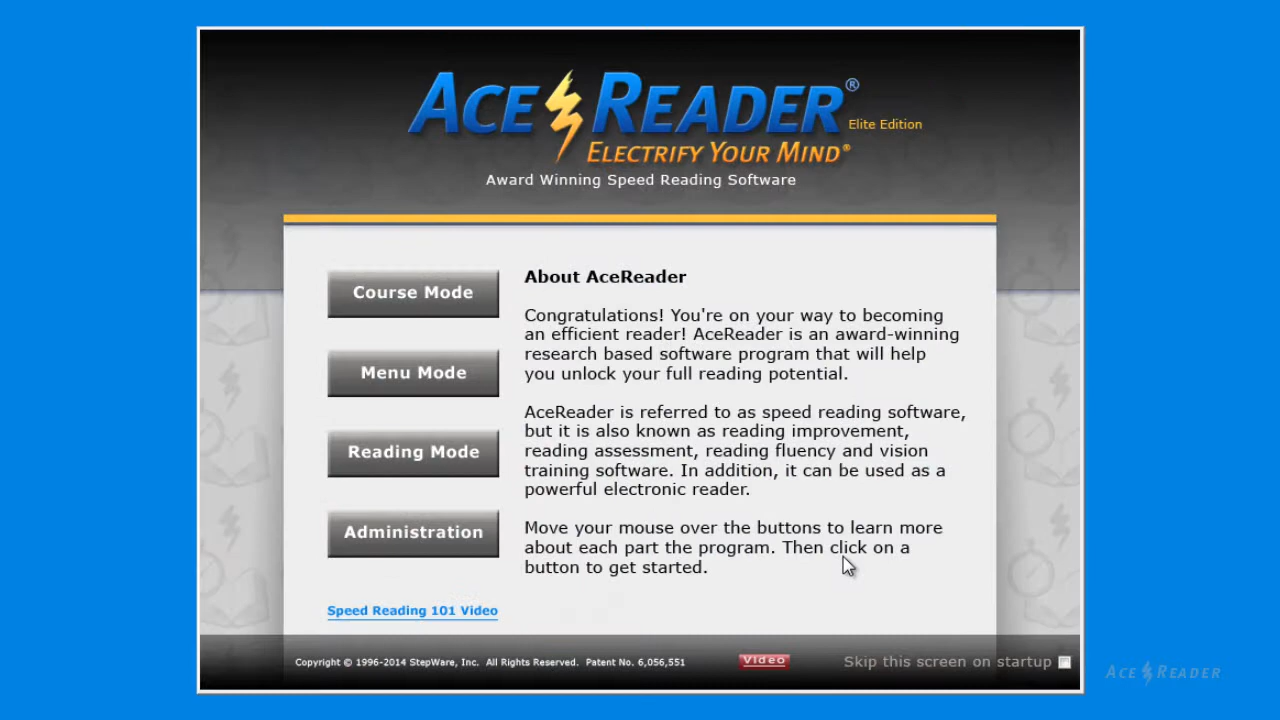 ACE READER®
Elite Edition
ELECTRIFY YOUR MIND®
Award Winning Speed Reading Software
Course Mode
Menu Mode
Reading Mode
Administration
Speed Reading 101 Video
About AceReader
Congratulations! You're on your way to becoming
an efficient reader! AceReader is an award-winning
research based software program that will help
you unlock your full reading potential.
AceReader is referred to as speed reading software,
but it is also known as reading improvement,
reading assessment, reading fluency and vision
training software. In addition, it can be used as a
powerful electronic reader.
Move your mouse over the buttons to learn more
about each part the program. Then click on a
button to get started.
Copyright © 1996-2014 StepWare, Inc. All Rights Reserved. Patent No. 6,056,551
Video
Skip this screen on startup
ACE READER